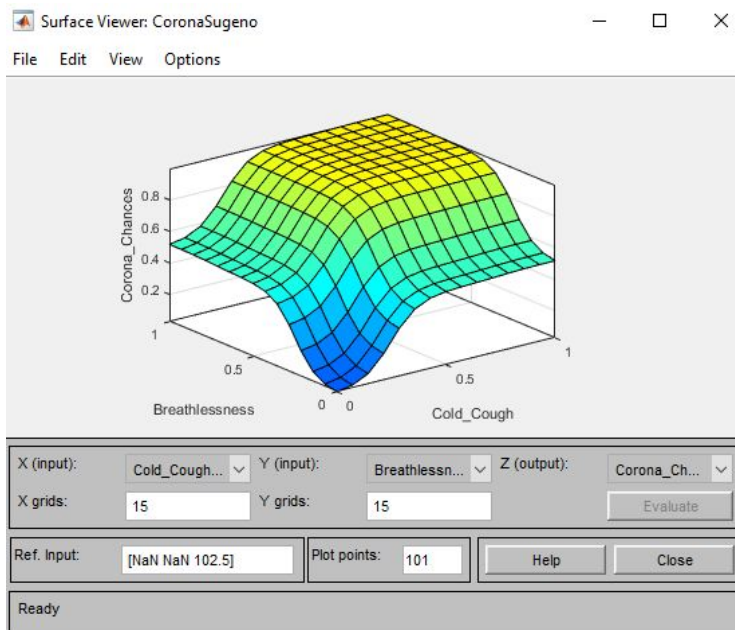 Surface Viewer: CoronaSugeno
File Edit View Options
Corona_Chances
0.8
0.6
0.4
0.2
1
0.5
0
Breathlessness
0
0.5
1
Cold_Cough
X (input): Cold_Cough... Y (input): Breathlessn... Z (output): Corona_Ch...
X grids: 15 Y grids: 15 Evaluate
Ref. Input: [NaN NaN 102.5] Plot points: 101 Help Close
Ready